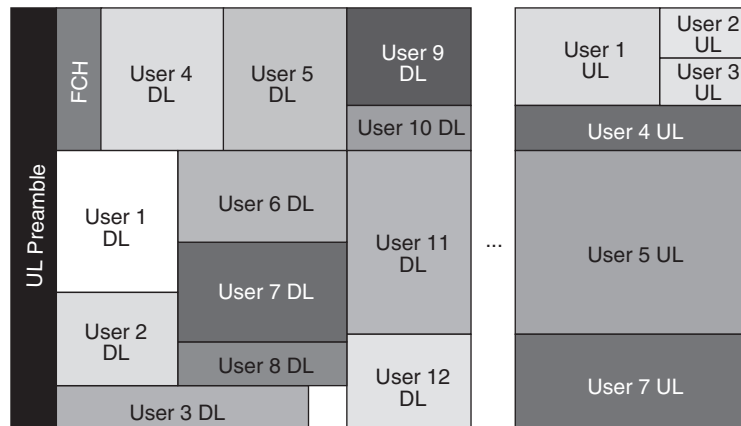 UL Preamble
FCH
User 4
DL
User 5
DL
User 9
DL
User 10 DL
User 1
DL
User 6 DL
User 11
DL
User 7 DL
User 2
DL
User 8 DL
User 12
DL
User 3 DL
...
User 1
UL
User 2
UL
User 3
UL
User 4 UL
User 5 UL
User 7 UL